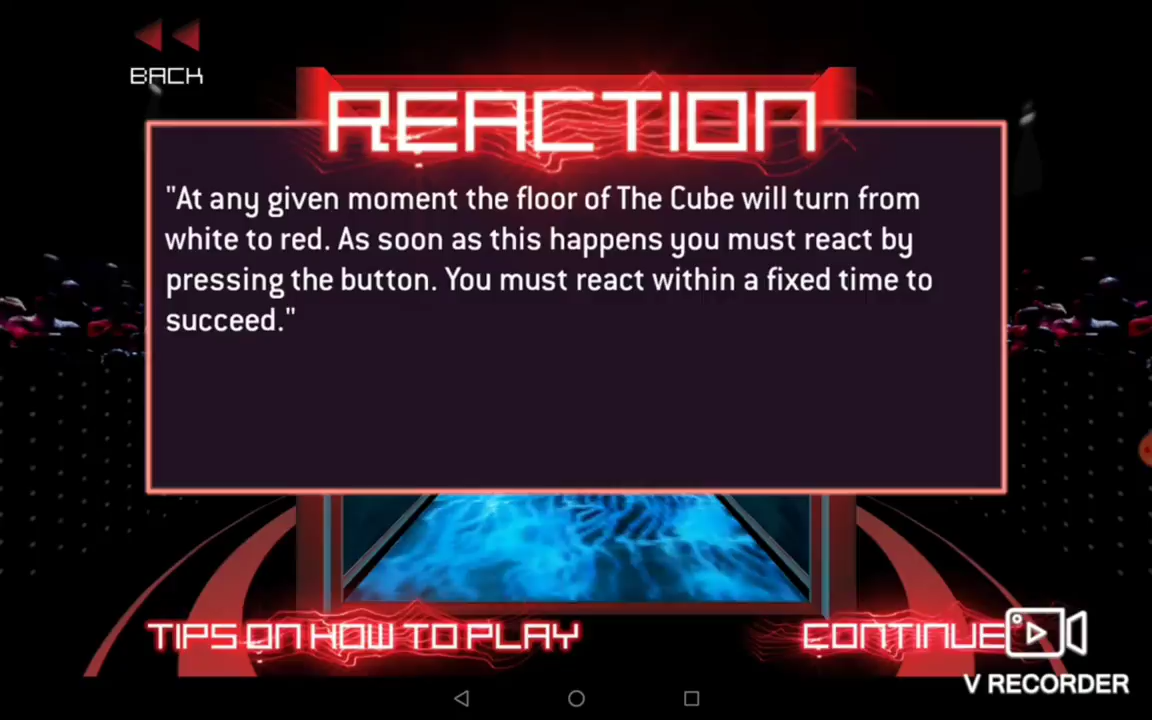 BACK
REACTION
"At any given moment the floor of The Cube will turn from
white to red. As soon as this happens you must react by
pressing the button. You must react within a fixed time to
succeed."
TIPS ON HOW TO PLAY
CONTINUE
V RECORDER